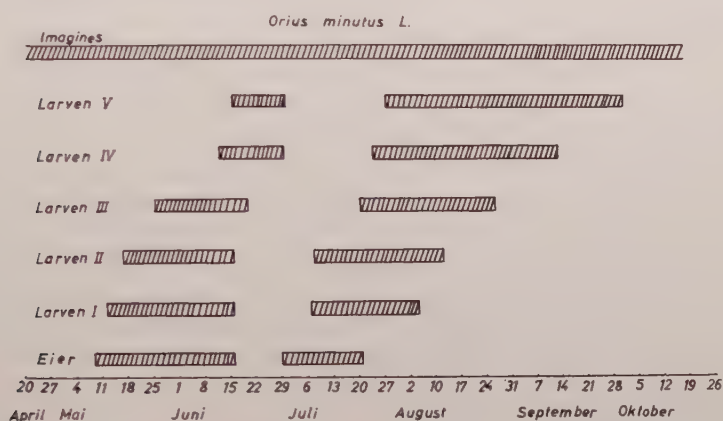 Orius minutus L.
Imagines
Larven V
Larven IV
Larven III
Larven II
Larven I
Eier
20 27 4 11 18 25 1 8 15 22 29 6 13 20 27 2 10 17 24 31 7 14 21 28 5 12 19 26
April Mai Juni Juli August September Oktober